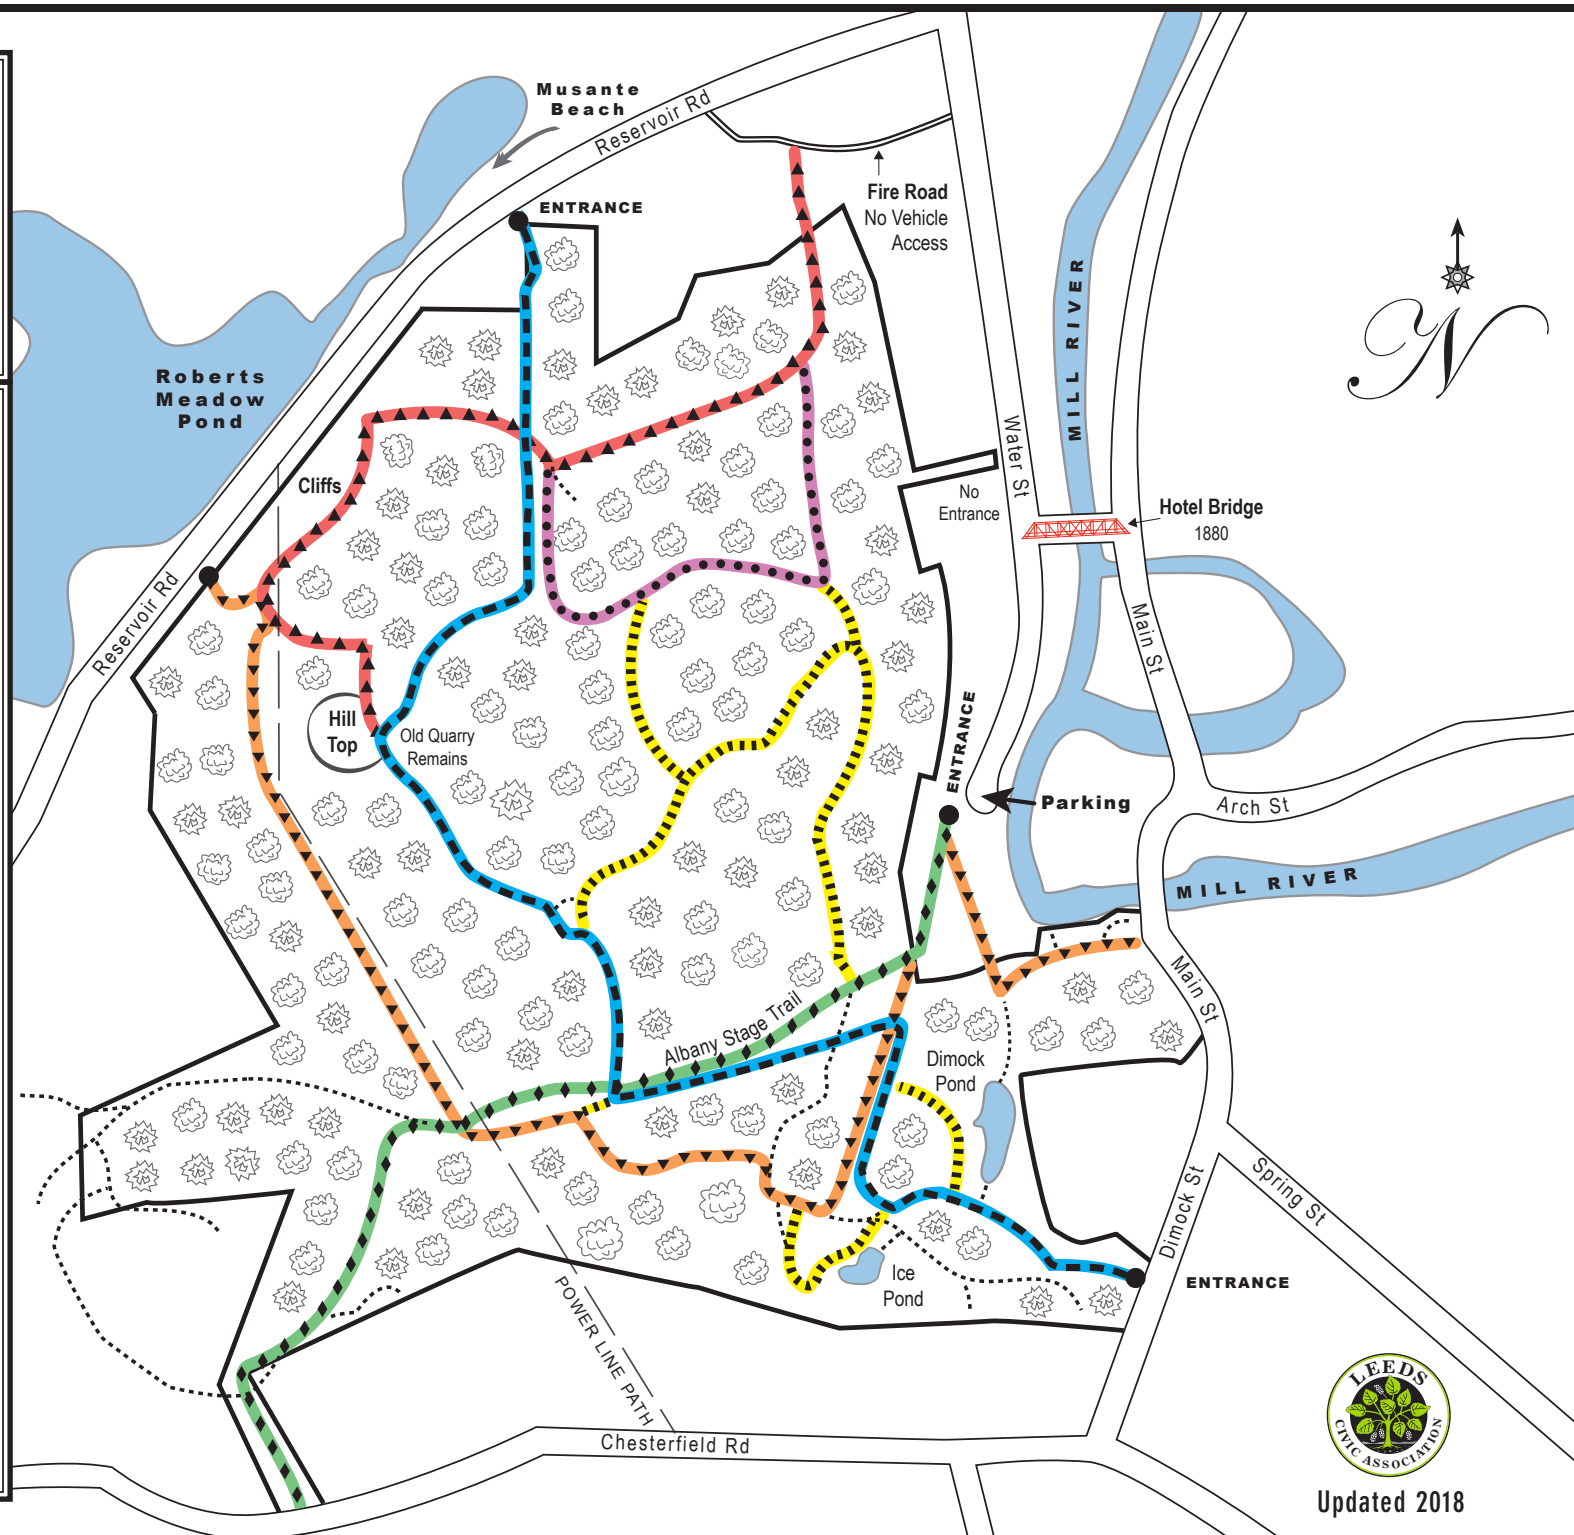 Musante
Beach
Reservoir Rd
ENTRANCE
Fire Road
No Vehicle
Access
MILL RIVER
N
Roberts
Meadow
Pond
Cliffs
Water St
No
Entrance
Hotel Bridge
1880
Reservoir Rd
Main St
Hill
Top
Old Quarry
Remains
ENTRANCE
Parking
Arch St
MILL RIVER
Main St
Albany Stage Trail
Dimock
Pond
Dimock St
Spring St
Ice
Pond
ENTRANCE
POWER LINE PATH
Chesterfield Rd
LEEDS
CIVIC ASSOCIATION
Updated 2018